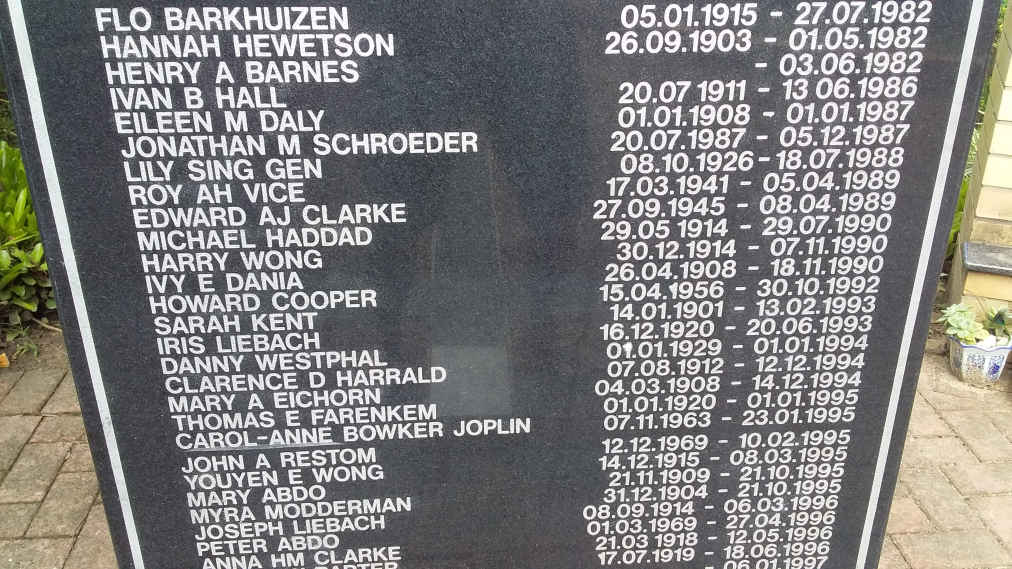 FLO BARKHUIZEN 05.01.1915 - 27.07.1982
HANNAH HEWETSON 26.09.1903 - 01.05.1982
HENRY A BARNES - 03.06.1982
IVAN B HALL 20.07 1911 - 13 06.1986
EILEEN M DALY 01.01.1908 - 01.01.1987
JONATHAN M SCHROEDER 20.07.1987 - 05.12.1987
LILY SING GEN 08.10.1926 - 18.07.1988
ROY AH VICE 17.03.1941 - 05.04.1989
EDWARD AJ CLARKE 27.09.1945 - 08.04.1989
MICHAEL HADDAD 29.05 1914 - 29.07.1990
HARRY WONG 30.12.1914 - 07.11.1990
IVY E DANIA 26.04.1908 - 18.11.1990
HOWARD COOPER 15.04.1956 - 30.10.1992
SARAH KENT 14.01.1901 - 13.02.1993
IRIS LIEBACH 16.12.1920 - 20.06.1993
DANNY WESTPHAL 01.01.1929 - 01.01.1994
CLARENCE D HARRALD 07.08.1912 - 12.12.1994
MARY A EICHORN 04.03.1908 - 14.12.1994
THOMAS E FARENKEM 01.01.1920 - 01.01.1995
CAROL-ANNE BOWKER JOPLIN 07.11.1963 - 23.01.1995
JOHN A RESTOM 12.12.1969 - 10.02.1995
YOUYEN E WONG 14.12.1915 - 08.03.1995
MARY ABDO 21.11.1909 - 21.10.1995
MYRA MODDERMAN 31.12.1904 - 21.10.1995
JOSEPH LIEBACH 08.09.1914 - 06.03.1996
PETER ABDO 01.03.1969 - 27.04.1996
ANNA HM CLARKE 21.03 1918 - 12.05.1996
17.07.1919 - 18.06.1996
- 06.01.1997